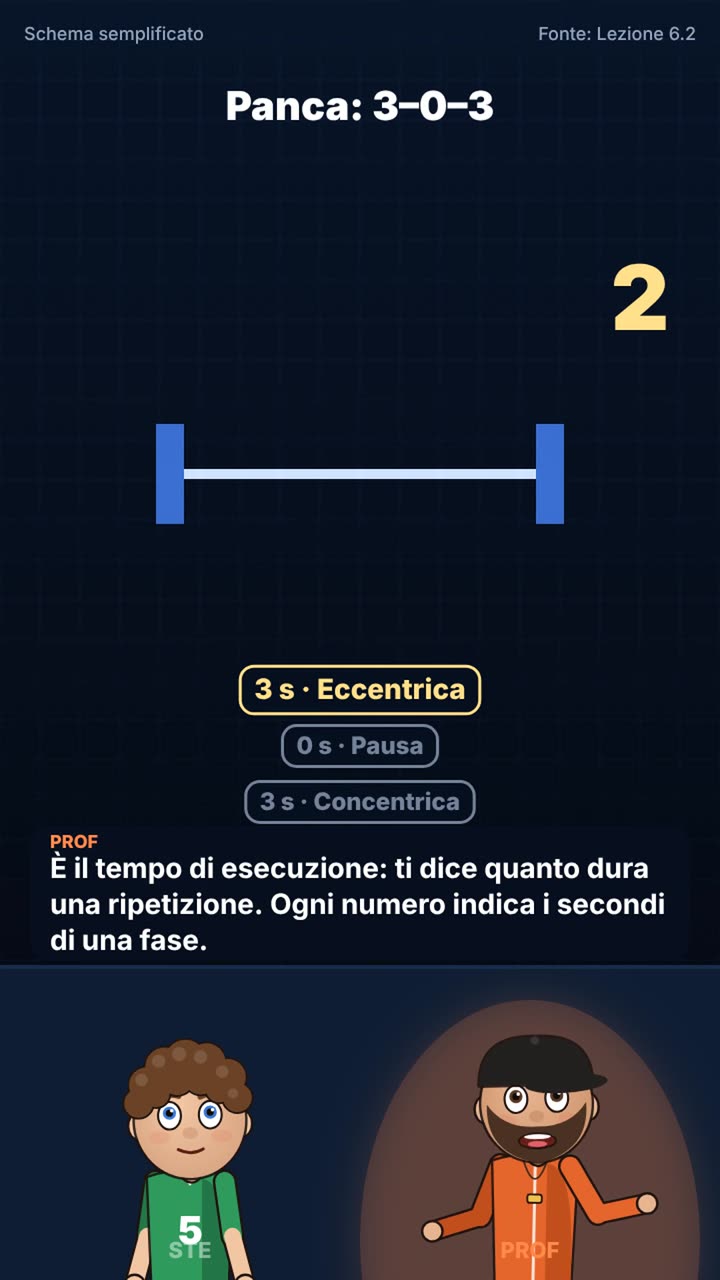 Schema semplificato
Fonte: Lezione 6.2
Panca: 3–0–3
2
3 s · Eccentrica
0 s · Pausa
3 s · Concentrica
PROF
È il tempo di esecuzione: ti dice quanto dura
una ripetizione. Ogni numero indica i secondi
di una fase.
5
STE
PROF